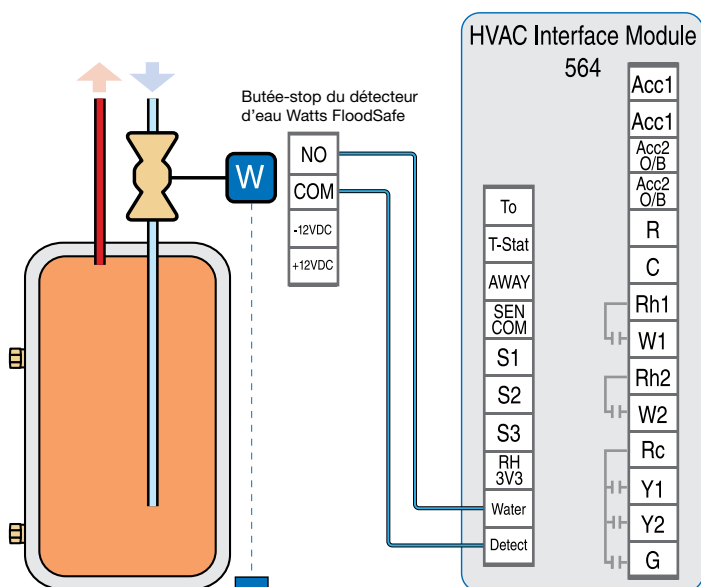 HVAC Interface Module
564
Butée-stop du détecteur
d'eau Watts FloodSafe
W
NO
COM
-12VDC
+12VDC
To
T-Stat
AWAY
SEN
COM
S1
S2
S3
RH
3V3
Water
Detect
Acc1
Acc1
Acc2
O/B
Acc2
O/B
R
C
Rh1
W1
Rh2
W2
Rc
Y1
Y2
G